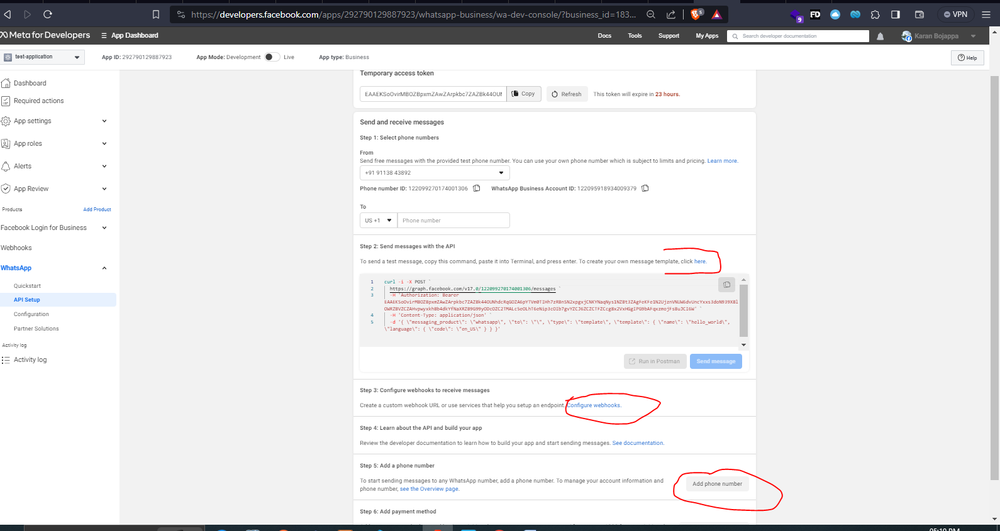 https://developers.facebook.com/apps/292790129887923/whatsapp-business/wa-dev-console/?business_id=183...
5
9
FD
VPN
Meta for Developers
App Dashboard
Docs
Tools
Support
My Apps
Search developer documentation
Karan Bojappa
test-application
App ID: 292790129887923
App Mode: Development
Live
App type: Business
Help
Dashboard
Required actions
App settings
App roles
Alerts
App Review
Products
Add Product
Facebook Login for Business
Webhooks
WhatsApp
Quickstart
API Setup
Configuration
Partner Solutions
Activity log
Activity log
Temporary access token
Copy
Refresh
This token will expire in 23 hours.
Send and receive messages
Step 1: Select phone numbers
From
Send free messages with the provided test phone number. You can use your own phone number which is subject to limits and pricing. Learn more.
+91 91138 43892
Phone number ID: 122099270174001306
WhatsApp Business Account ID: 122095918934009379
To
US +1
Phone number
Step 2: Send messages with the API
To send a test message, copy this command, paste it into Terminal, and press enter. To create your own message template, click here.
1 curl -i -X POST `
2 https://graph.facebook.com/v17.0/122099270174001306/messages `
3 -H 'Authorization: Bearer
4 -H 'Content-Type: application/json' `
5 -d '{ \"messaging_product\": \"whatsapp\", \"to\": \"\", \"type\": \"template\", \"template\": { \"name\": \"hello_world\",
\"language\": { \"code\": \"en_US\" } } }'
Run in Postman
Send message
Step 3: Configure webhooks to receive messages
Create a custom webhook URL or use services that help you setup an endpoint. Configure webhooks.
Step 4: Learn about the API and build your app
Review the developer documentation to learn how to build your app and start sending messages. See documentation.
Step 5: Add a phone number
To start sending messages to any WhatsApp number, add a phone number. To manage your account information and
phone number, see the Overview page.
Add phone number
Step 6: Add payment method
05:10 PM